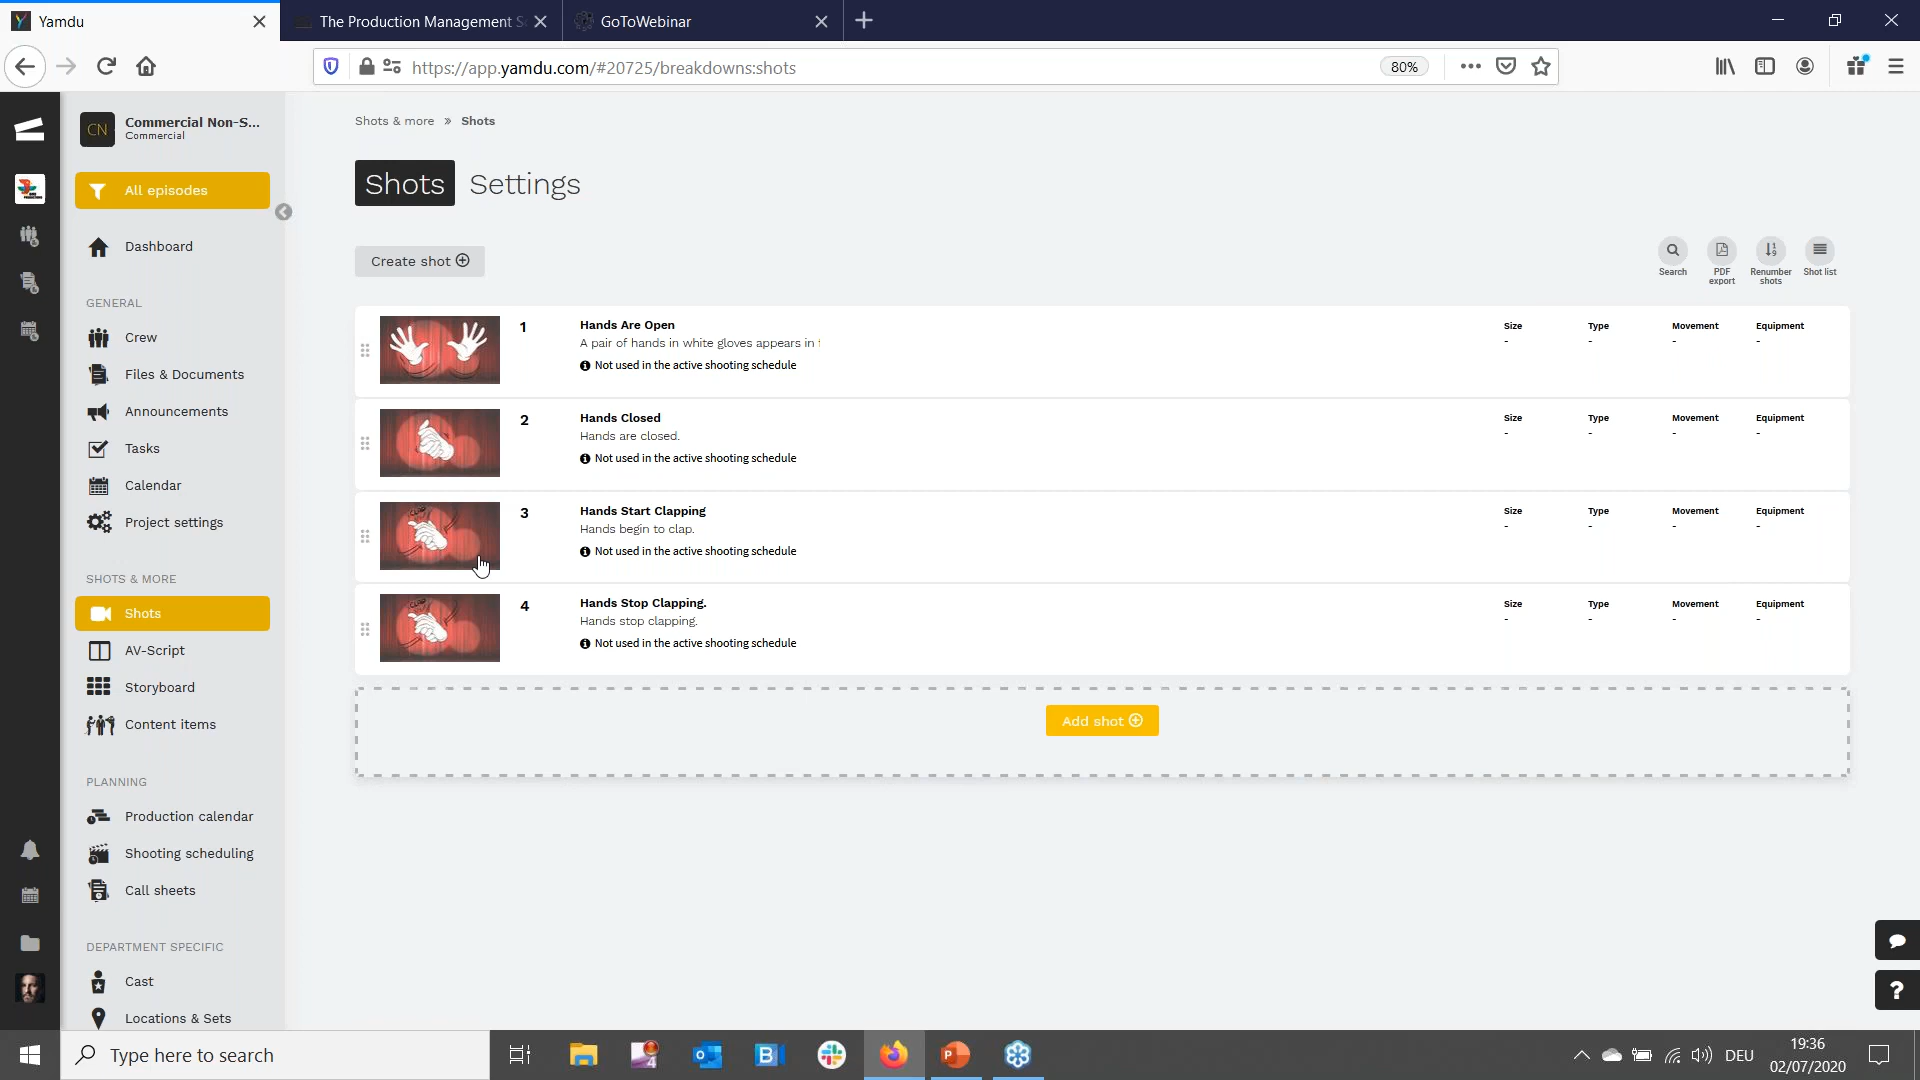 Yamdu
The Production Management S
GoToWebinar
https://app.yamdu.com/#20725/breakdowns:shots
80%
CN
Commercial Non-S...
Commercial
All episodes
Dashboard
GENERAL
Crew
Files & Documents
Announcements
Tasks
Calendar
Project settings
SHOTS & MORE
Shots
AV-Script
Storyboard
Content items
PLANNING
Production calendar
Shooting scheduling
Call sheets
DEPARTMENT SPECIFIC
Cast
Locations & Sets
Shots & more » Shots
Shots Settings
Create shot
Search
PDF export
Renumber shots
Shot list
1
Hands Are Open
A pair of hands in white gloves appears in
Not used in the active shooting schedule
Size Type Movement Equipment
- - - -
2
Hands Closed
Hands are closed.
Not used in the active shooting schedule
Size Type Movement Equipment
- - - -
3
Hands Start Clapping
Hands begin to clap.
Not used in the active shooting schedule
Size Type Movement Equipment
- - - -
4
Hands Stop Clapping.
Hands stop clapping.
Not used in the active shooting schedule
Size Type Movement Equipment
- - - -
Add shot
Type here to search
DEU
19:36
02/07/2020